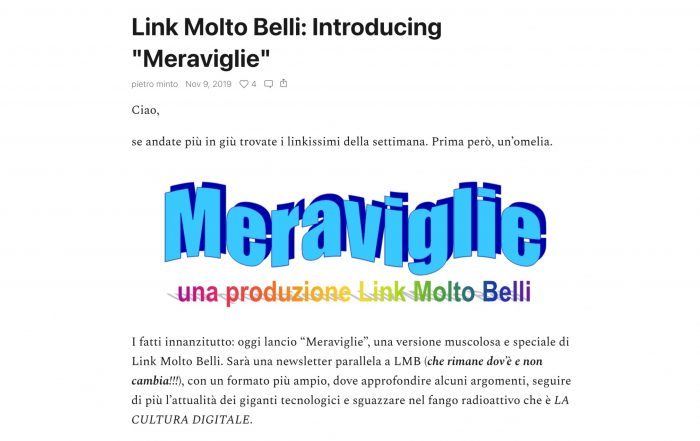 Link Molto Belli: Introducing
"Meraviglie"
pietro minto Nov 9, 2019 4
Ciao,
se andate più in giù trovate i linkissimi della settimana. Prima però, un’omelia.
Meraviglie
una produzione Link Molto Belli
I fatti innanzitutto: oggi lancio “Meraviglie”, una versione muscolosa e speciale di
Link Molto Belli. Sarà una newsletter parallela a LMB (che rimane dov’è e non
cambia!!!), con un formato più ampio, dove approfondire alcuni argomenti, seguire
di più l’attualità dei giganti tecnologici e sguazzare nel fango radioattivo che è LA
CULTURA DIGITALE.